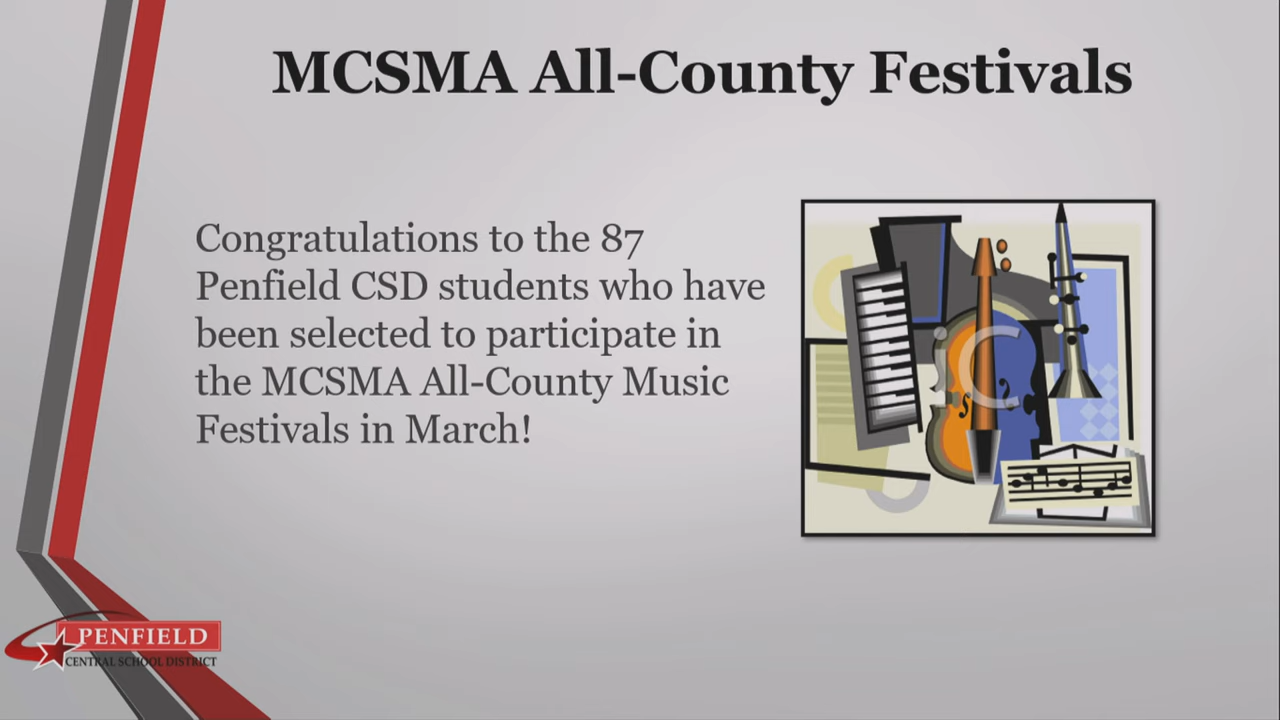 MCSMA All-County Festivals
Congratulations to the 87
Penfield CSD students who have
been selected to participate in
the MCSMA All-County Music
Festivals in March!
PENFIELD
CENTRAL SCHOOL DISTRICT